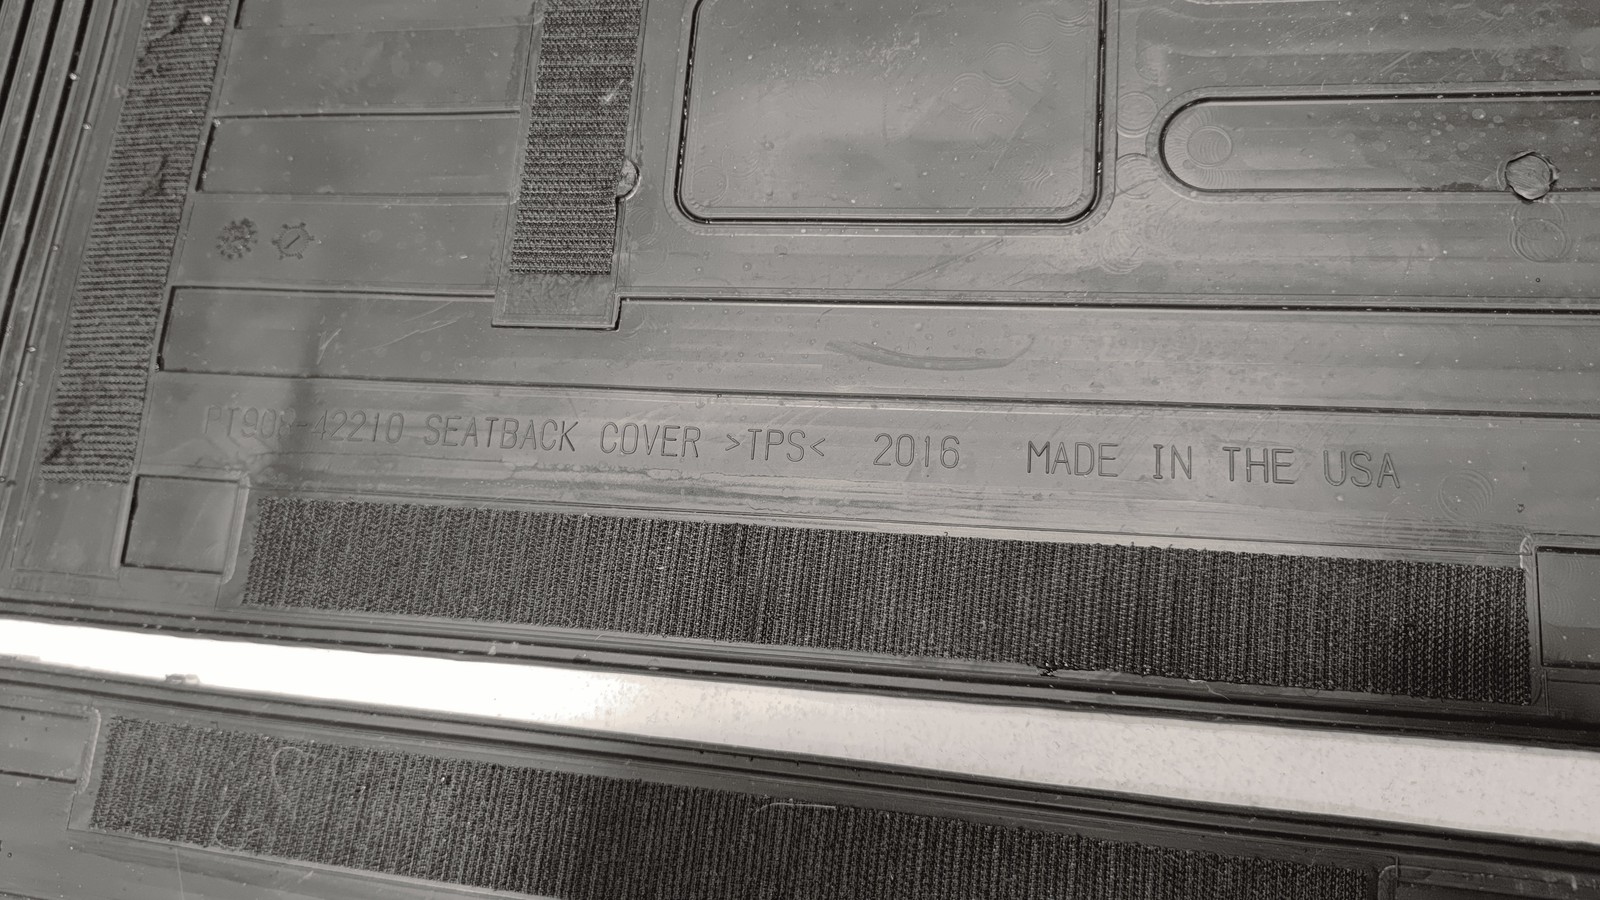 PT908-42210 SEATBACK COVER >TPS< 2016 MADE IN THE USA